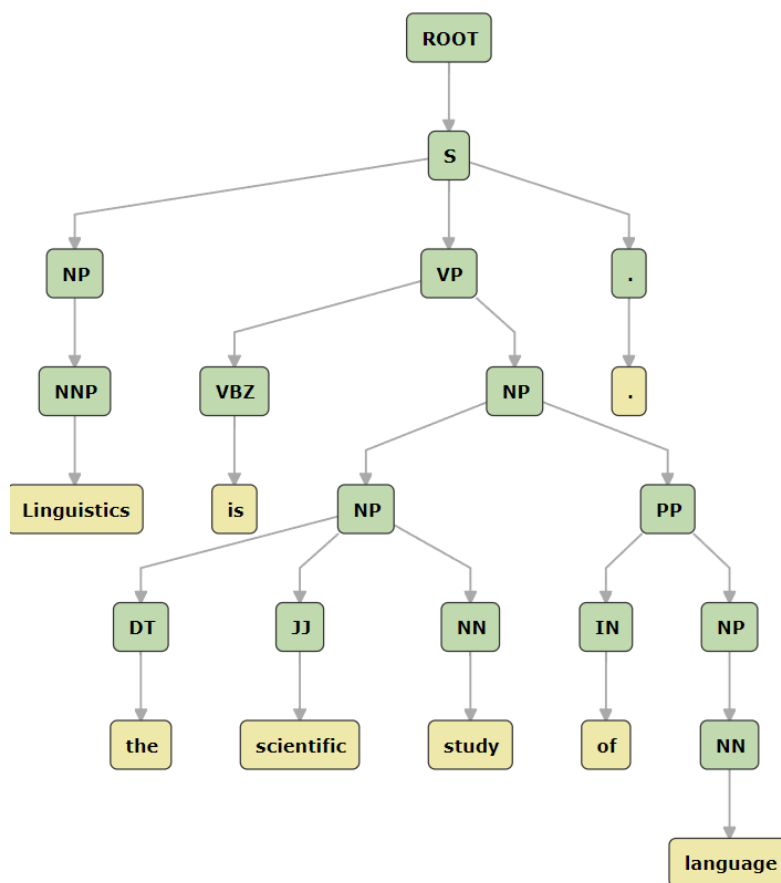 ROOT
S
NP VP .
NNP VBZ NP .
Linguistics is NP PP
DT JJ NN IN NP
the scientific study of NN
language